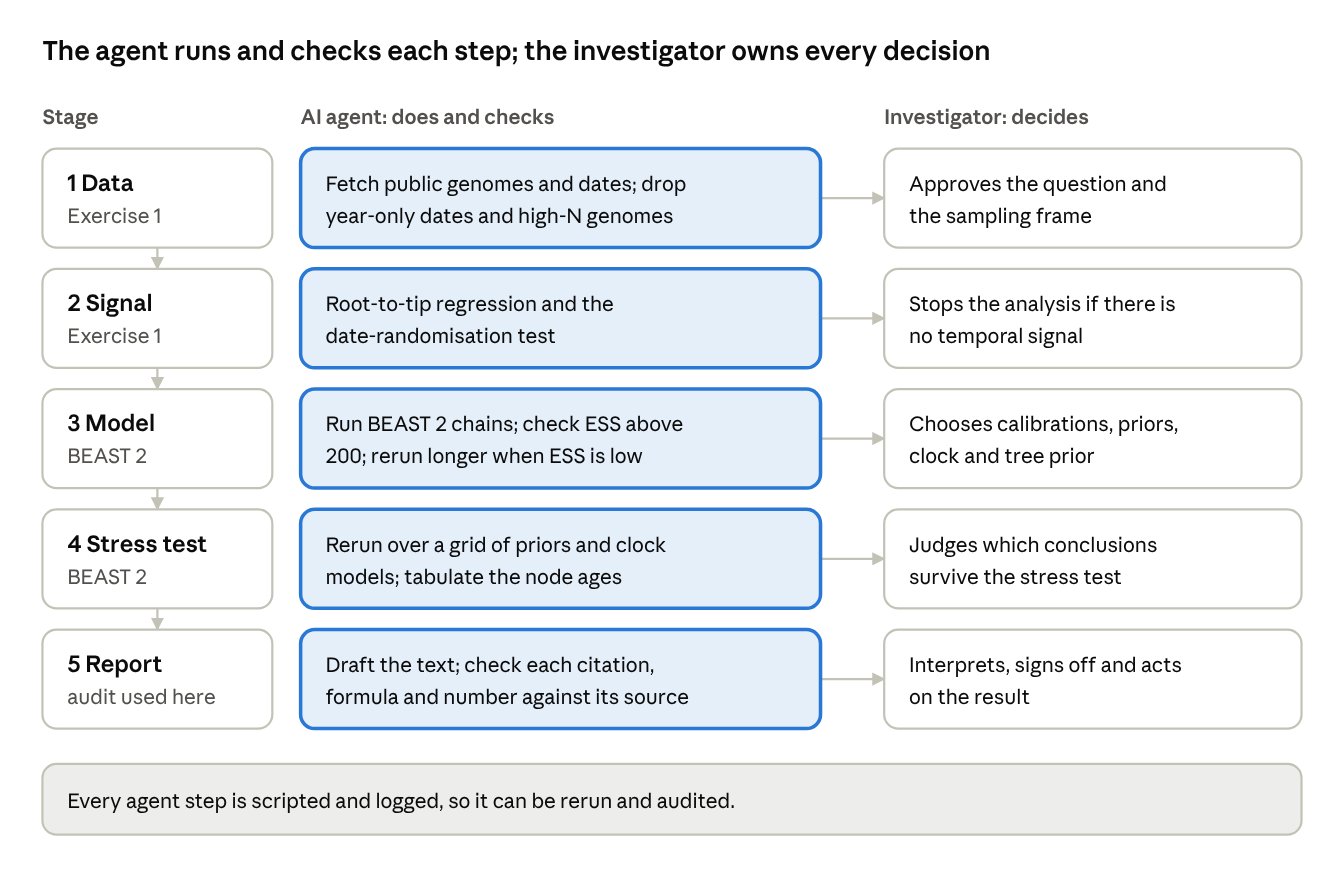 The agent runs and checks each step; the investigator owns every decision
Stage
AI agent: does and checks
Investigator: decides
1 Data
Exercise 1
Fetch public genomes and dates; drop
year-only dates and high-N genomes
Approves the question and
the sampling frame
2 Signal
Exercise 1
Root-to-tip regression and the
date-randomisation test
Stops the analysis if there is
no temporal signal
3 Model
BEAST 2
Run BEAST 2 chains; check ESS above
200; rerun longer when ESS is low
Chooses calibrations, priors,
clock and tree prior
4 Stress test
BEAST 2
Rerun over a grid of priors and clock
models; tabulate the node ages
Judges which conclusions
survive the stress test
5 Report
audit used here
Draft the text; check each citation,
formula and number against its source
Interprets, signs off and acts
on the result
Every agent step is scripted and logged, so it can be rerun and audited.